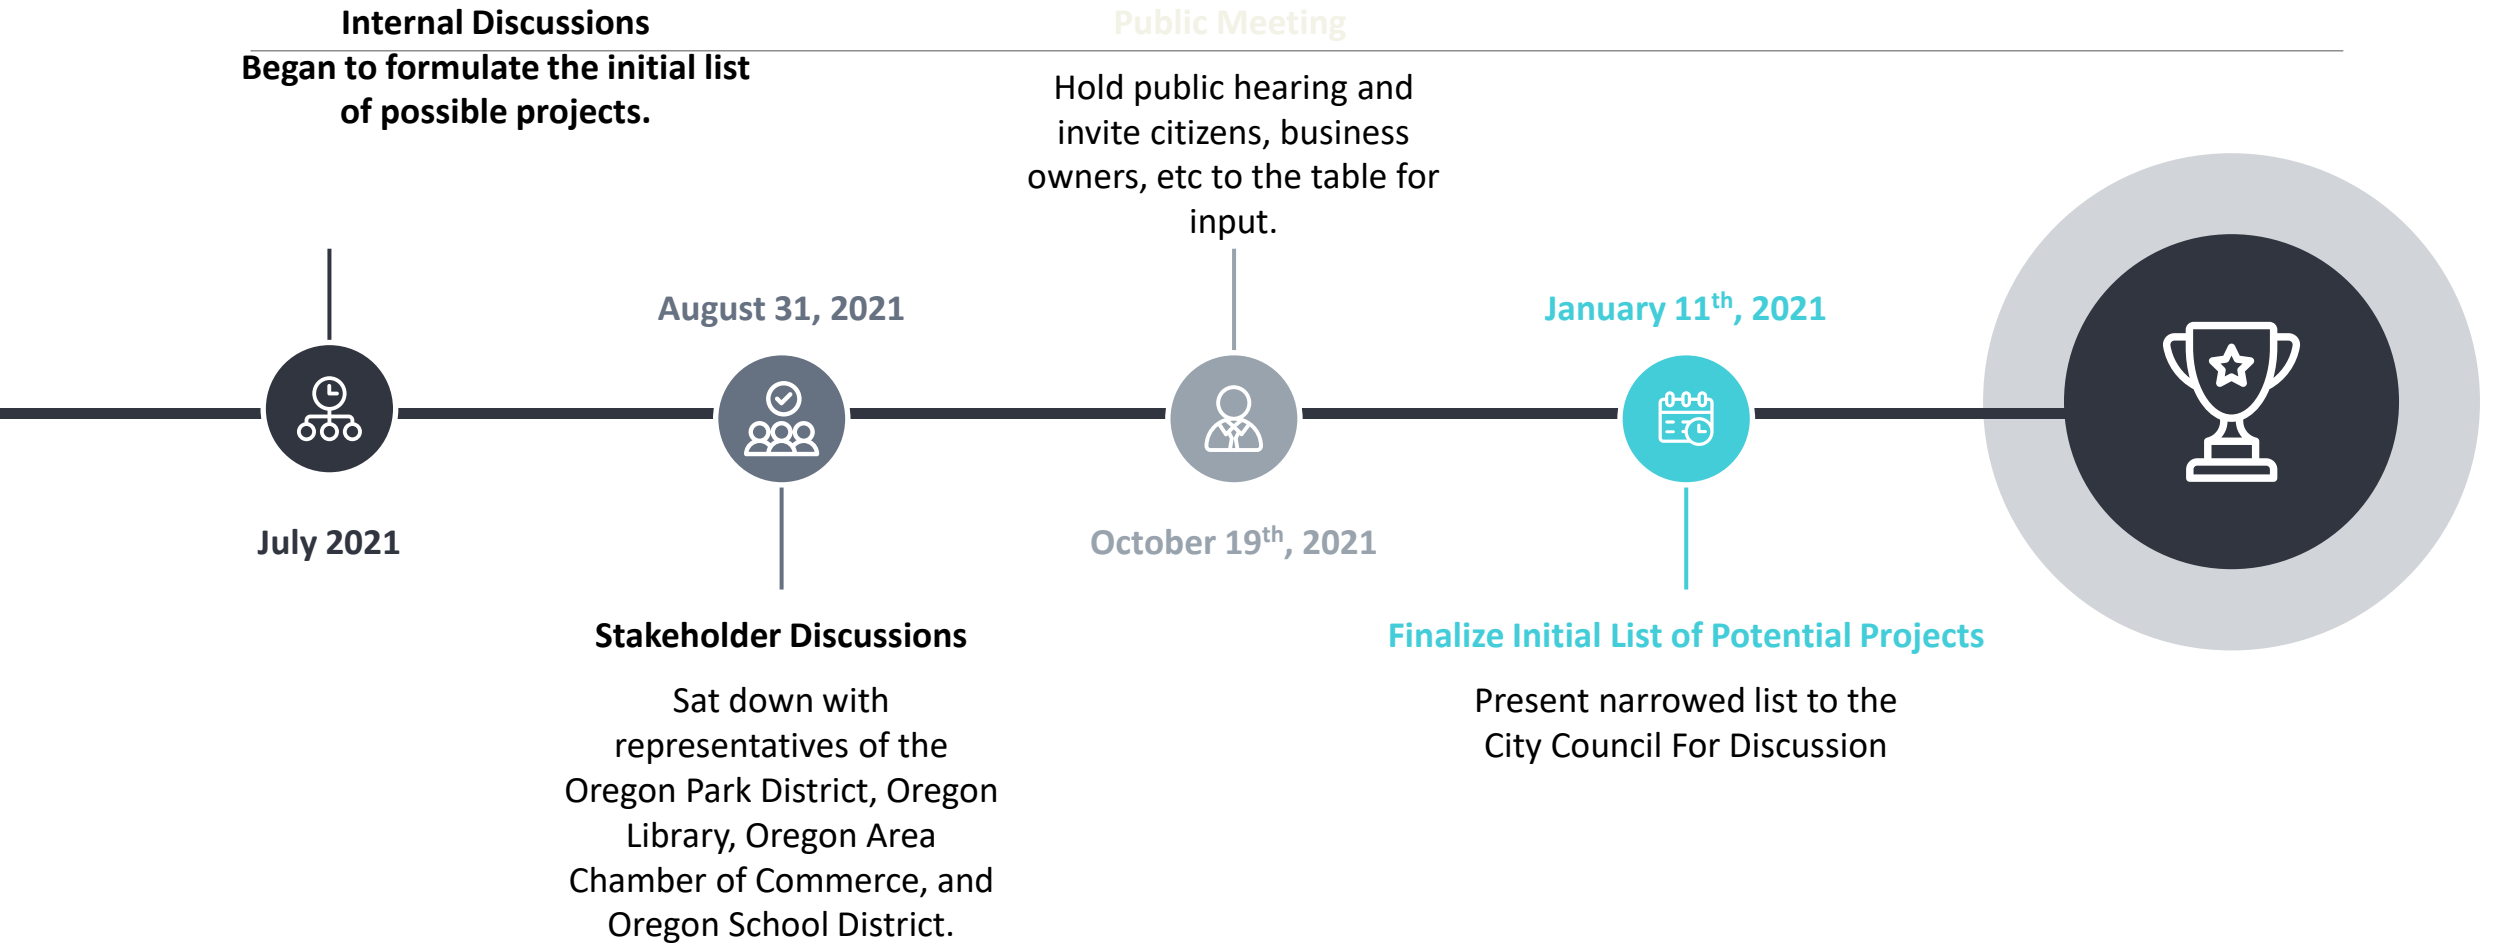 Internal Discussions
Began to formulate the initial list
of possible projects.
Public Meeting
Hold public hearing and
invite citizens, business
owners, etc to the table for
input.
August 31, 2021
January 11th, 2021
July 2021
October 19th, 2021
Stakeholder Discussions
Sat down with
representatives of the
Oregon Park District, Oregon
Library, Oregon Area
Chamber of Commerce, and
Oregon School District.
Finalize Initial List of Potential Projects
Present narrowed list to the
City Council For Discussion